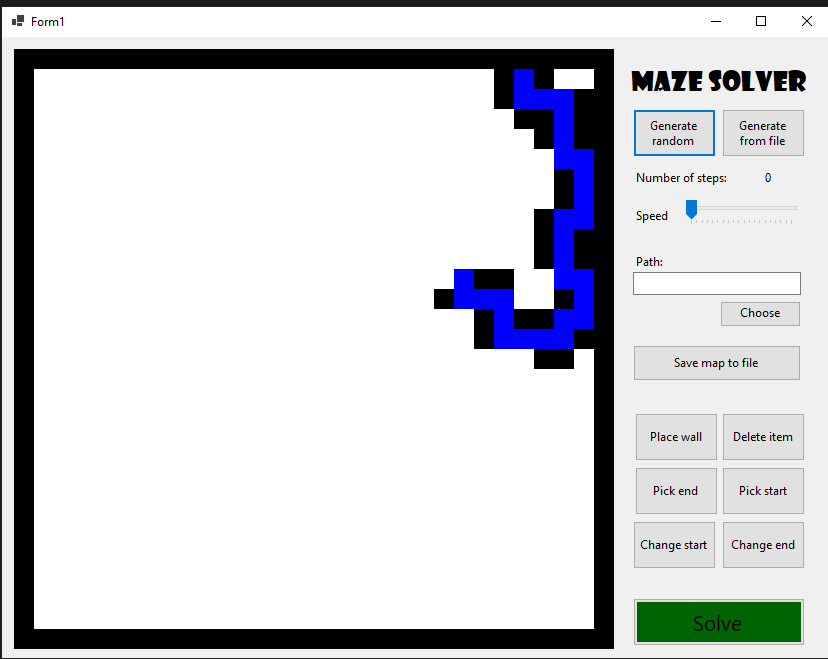 Form1
MAZE SOLVER
Generate
random
Generate
from file
Number of steps: 0
Speed
Path:
Choose
Save map to file
Place wall
Delete item
Pick end
Pick start
Change start
Change end
Solve